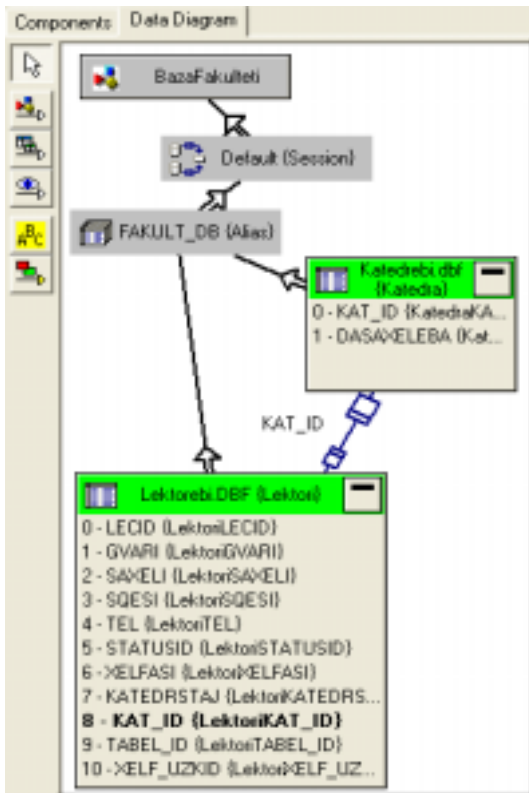 Components Data Diagram
BazaFakulteti
Default {Session}
FAKULT_DB {Alias}
Katedrebi.dbf
{Katedra}
0 - KAT_ID {KatedraKA...
1 - DASAXELEBA {Kat...
KAT_ID
Lektorebi.DBF {Lektori}
0 - LECID {LektoriLECID}
1 - GVARI {LektoriGVARI}
2 - SAXELI {LektoriSAXELI}
3 - SQESI {LektoriSQESI}
4 - TEL {LektoriTEL}
5 - STATUSID {LektoriSTATUSID}
6 - XELFASI {LektoriXELFASI}
7 - KATEDRSTAJ {LektoriKATEDRS...
8 - KAT_ID {LektoriKAT_ID}
9 - TABEL_ID {LektoriTABEL_ID}
10 - XELF_UZKID {LektoriXELF_UZ...
ABC